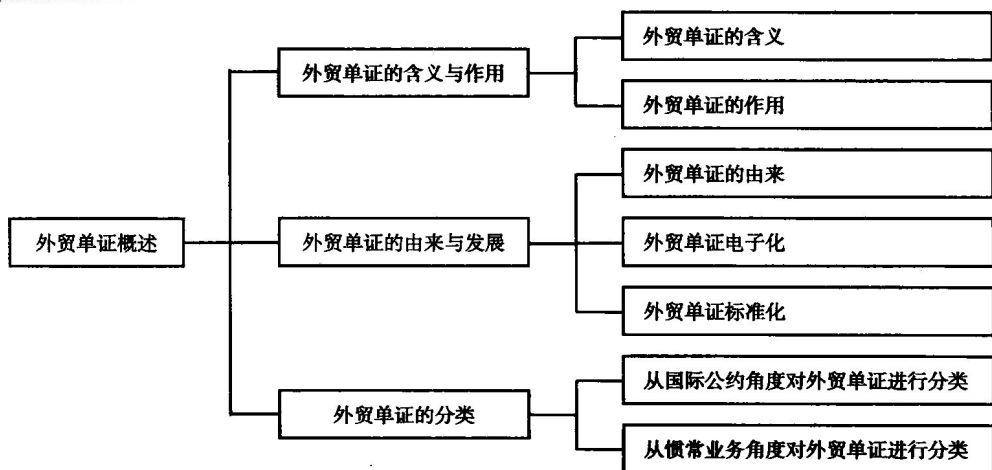 外贸单证概述
外贸单证的含义与作用
外贸单证的含义
外贸单证的作用
外贸单证的由来与发展
外贸单证的由来
外贸单证电子化
外贸单证标准化
外贸单证的分类
从国际公约角度对外贸单证进行分类
从惯常业务角度对外贸单证进行分类